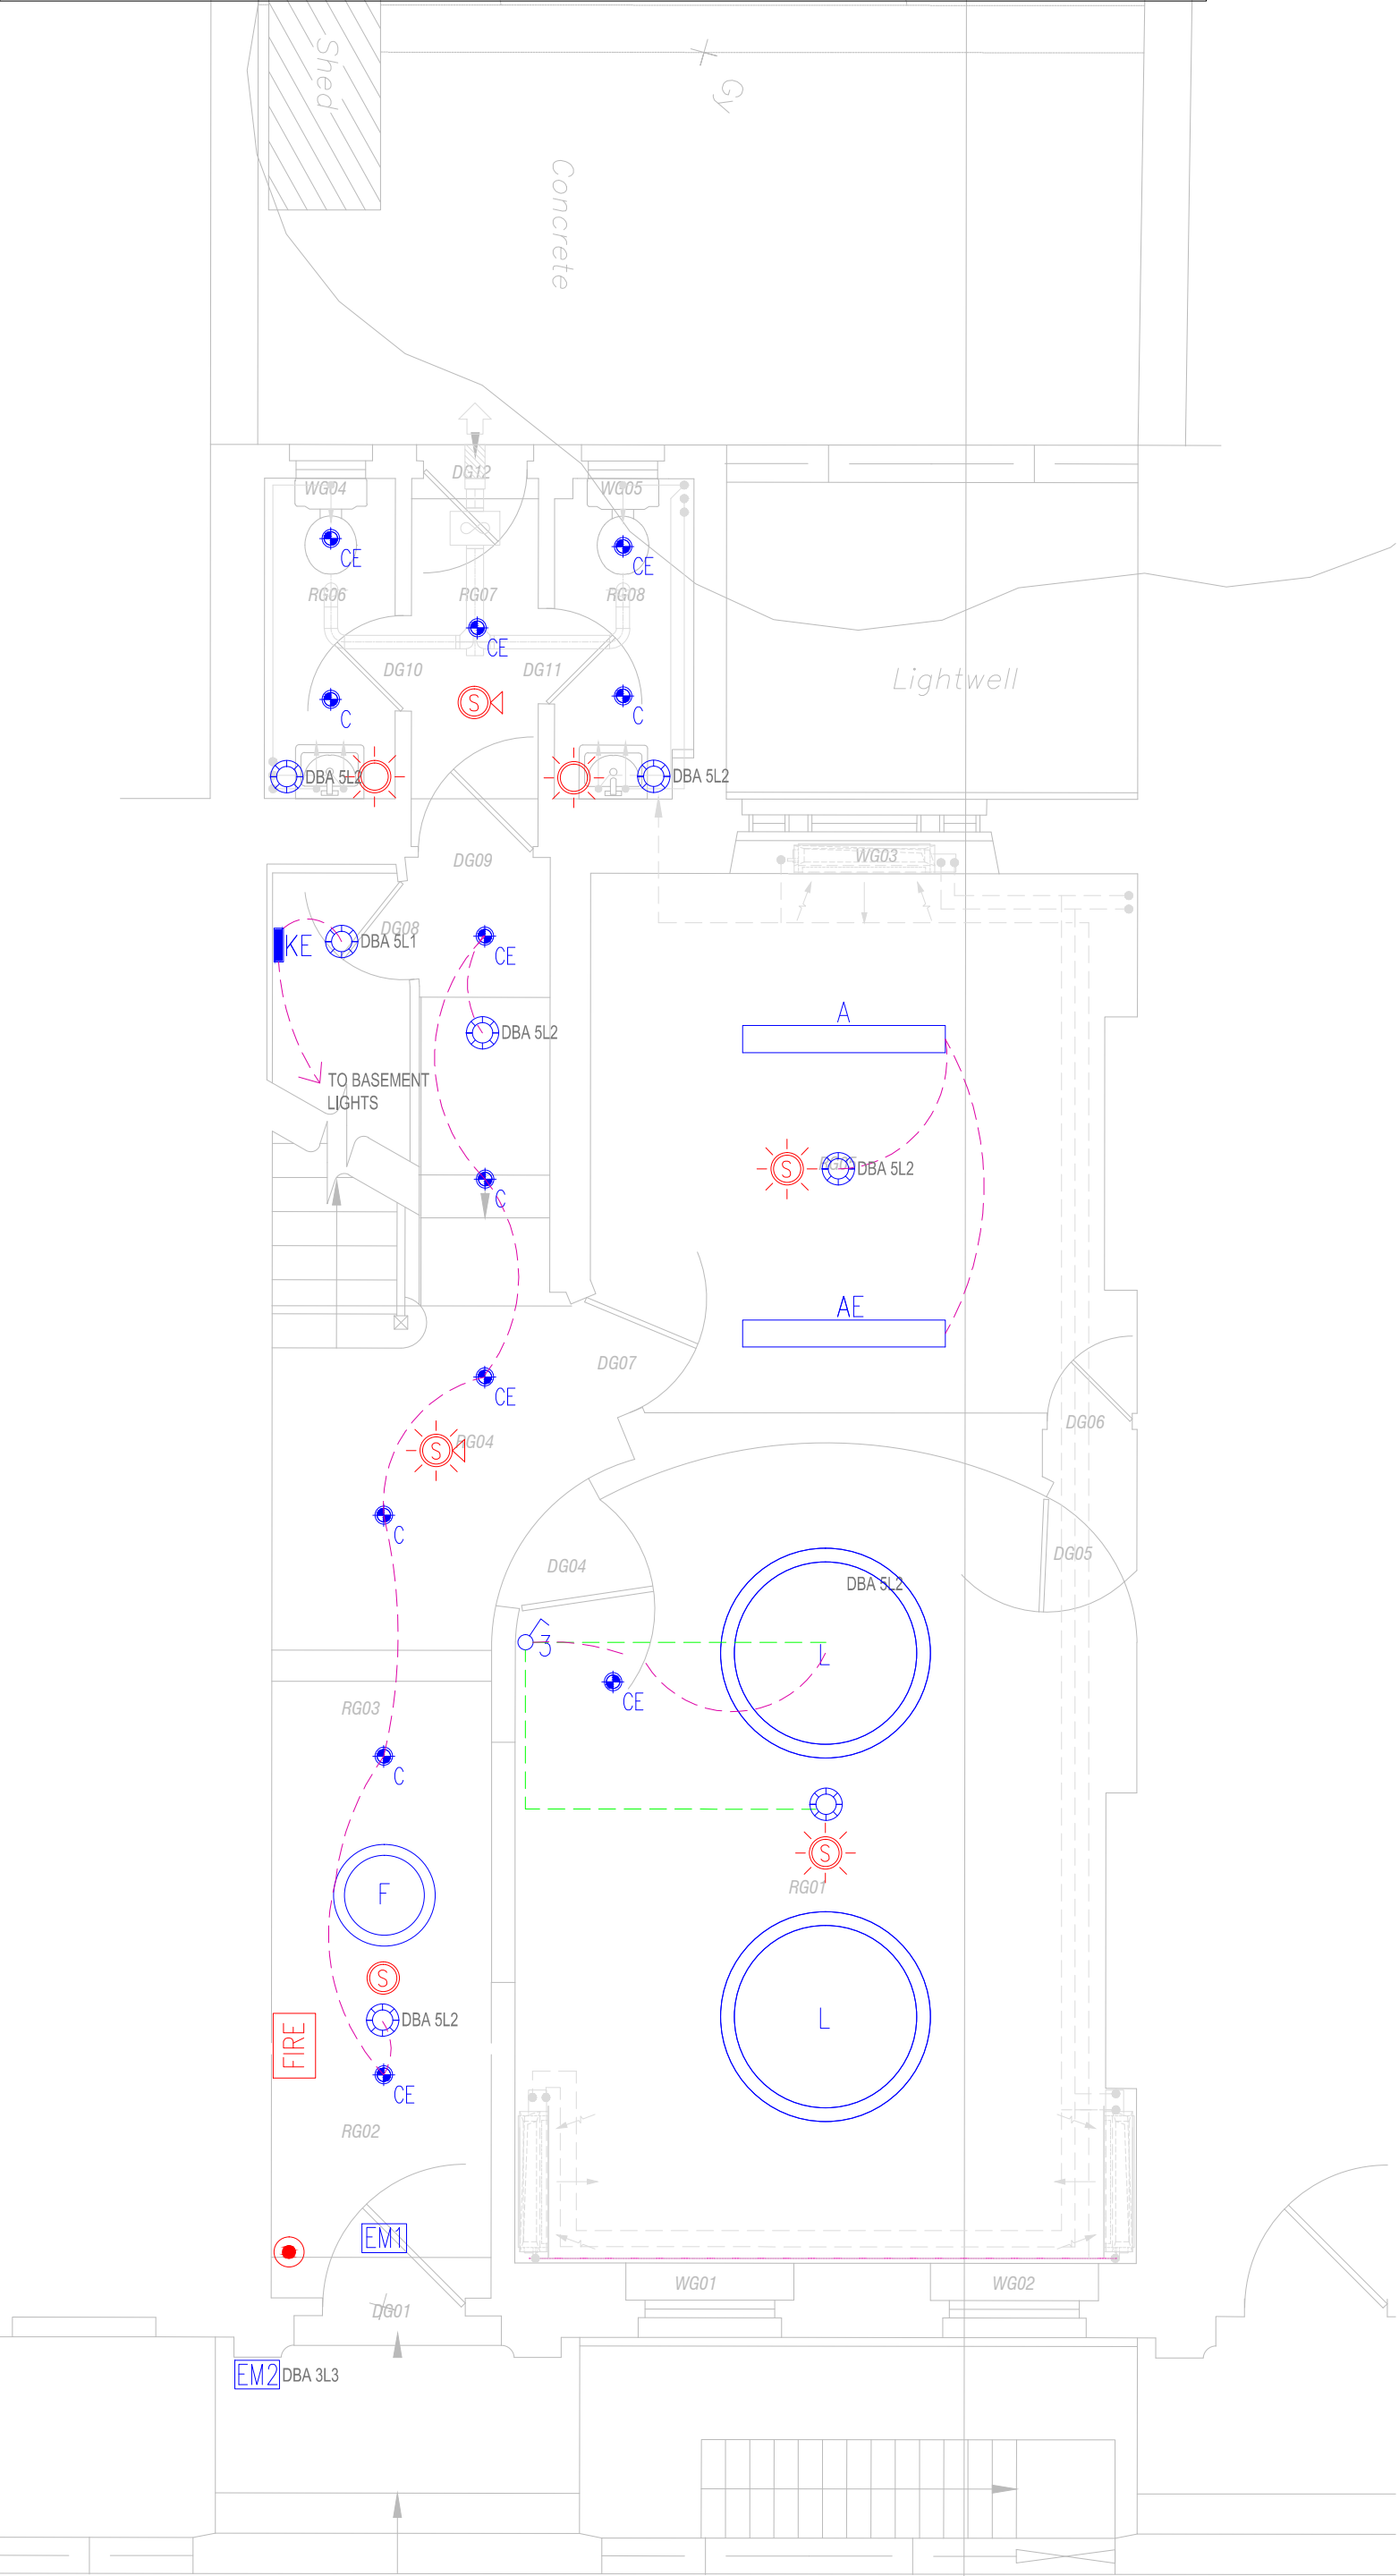 Shed
Gy
Concrete
DG12
WG04
WG05
CE
CE
RG06
RG07
RG08
CE
DG10
DG11
Lightwell
S
C
C
DBA 5L2
DBA 5L2
DG09
WG03
DG08
KE
DBA 5L1
CE
A
DBA 5L2
TO BASEMENT
LIGHTS
S
DBA 5L2
C
AE
DG07
CE
DG06
S
RG04
C
DG05
DG04
DBA 5L2
3
L
CE
RG03
C
S
RG01
F
S
L
DBA 5L2
FIRE
CE
RG02
EM1
WG01
WG02
DG01
EM2
DBA 3L3